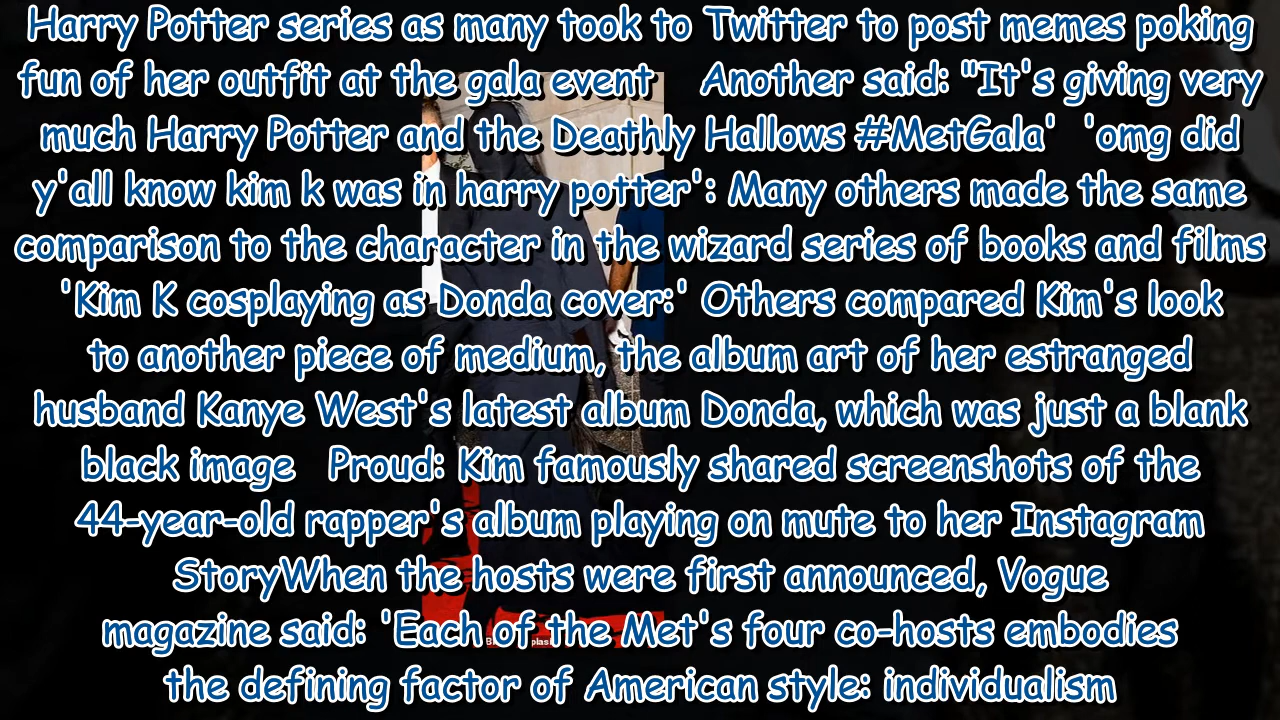 Harry Potter series as many took to Twitter to post memes poking
fun of her outfit at the gala event    Another said: "It's giving very
much Harry Potter and the Deathly Hallows #MetGala'  'omg did
y'all know kim k was in harry potter': Many others made the same
comparison to the character in the wizard series of books and films
'Kim K cosplaying as Donda cover:' Others compared Kim's look
to another piece of medium, the album art of her estranged
husband Kanye West's latest album Donda, which was just a blank
black image   Proud: Kim famously shared screenshots of the
44-year-old rapper's album playing on mute to her Instagram
StoryWhen the hosts were first announced, Vogue
magazine said: 'Each of the Met's four co-hosts embodies
the defining factor of American style: individualism